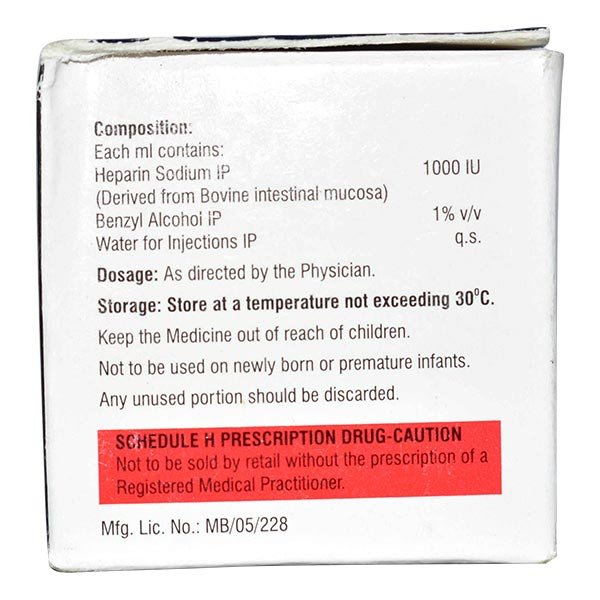 Composition:
Each ml contains:
Heparin Sodium IP 1000 IU
(Derived from Bovine intestinal mucosa)
Benzyl Alcohol IP 1% v/v
Water for Injections IP q.s.
Dosage: As directed by the Physician.
Storage: Store at a temperature not exceeding 30°C.
Keep the Medicine out of reach of children.
Not to be used on newly born or premature infants.
Any unused portion should be discarded.
SCHEDULE H PRESCRIPTION DRUG-CAUTION
Not to be sold by retail without the prescription of a
Registered Medical Practitioner.
Mfg. Lic. No.: MB/05/228